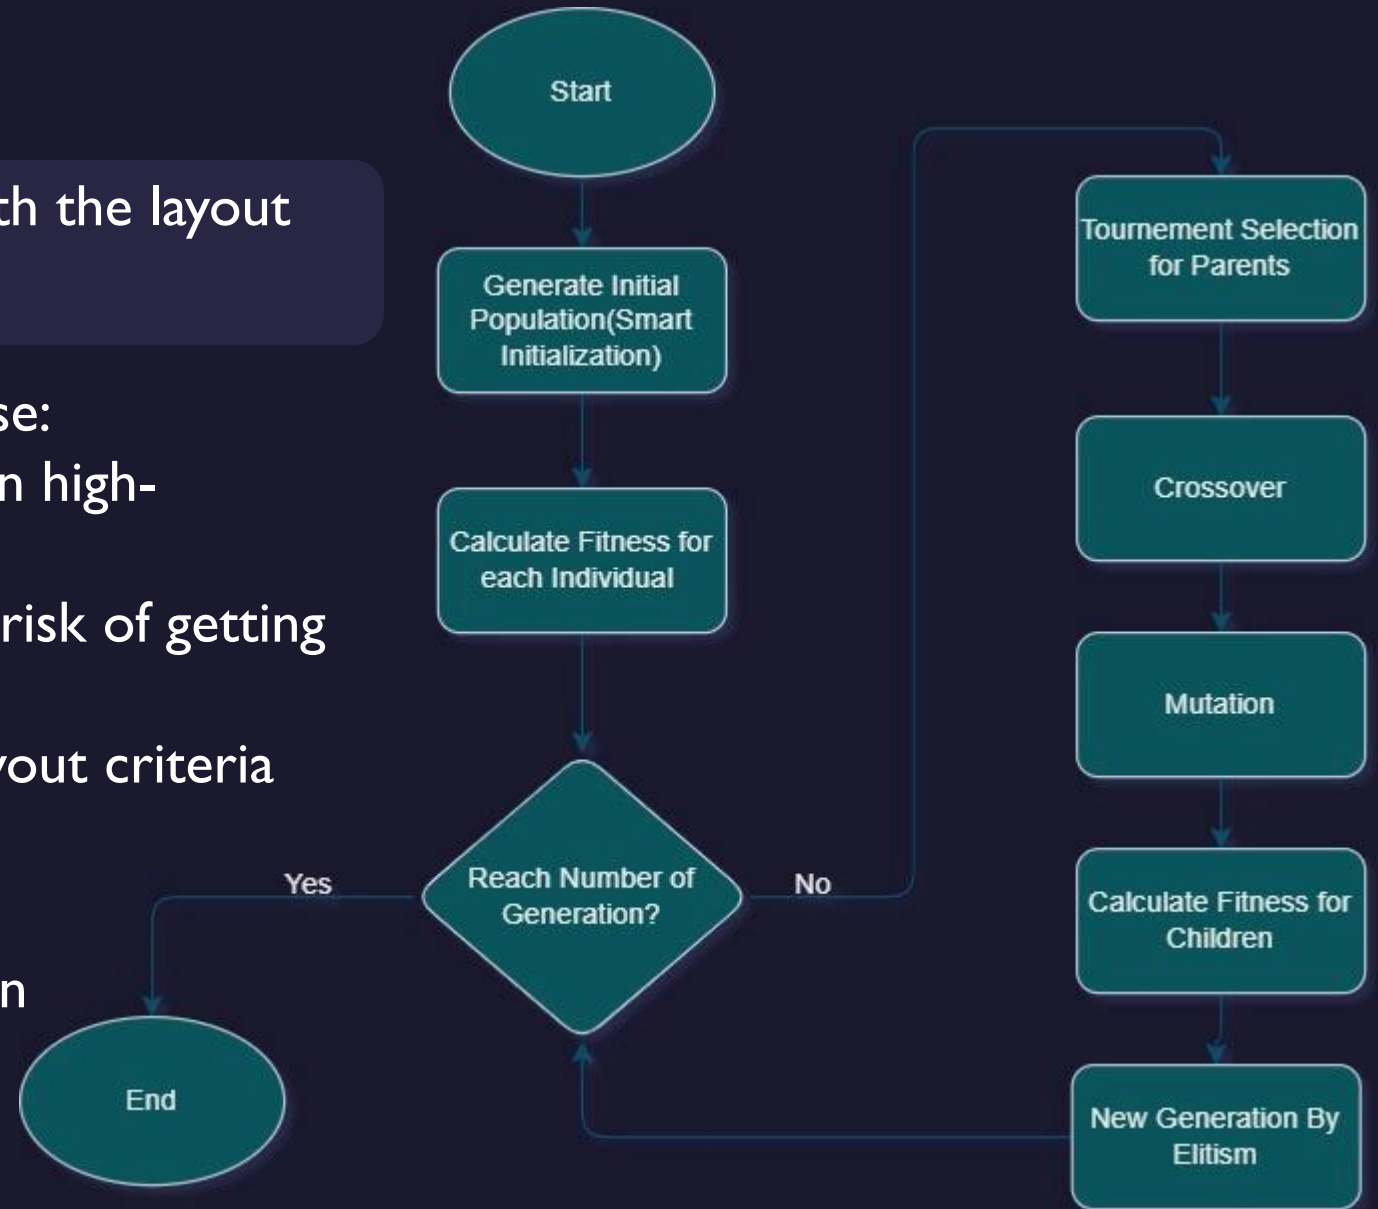 th the layout
se:
n high-
risk of getting
yout criteria
n
Start
Generate Initial
Population(Smart
Initialization)
Calculate Fitness for
each Individual
Reach Number of
Generation?
Yes
No
End
Tournement Selection
for Parents
Crossover
Mutation
Calculate Fitness for
Children
New Generation By
Elitism